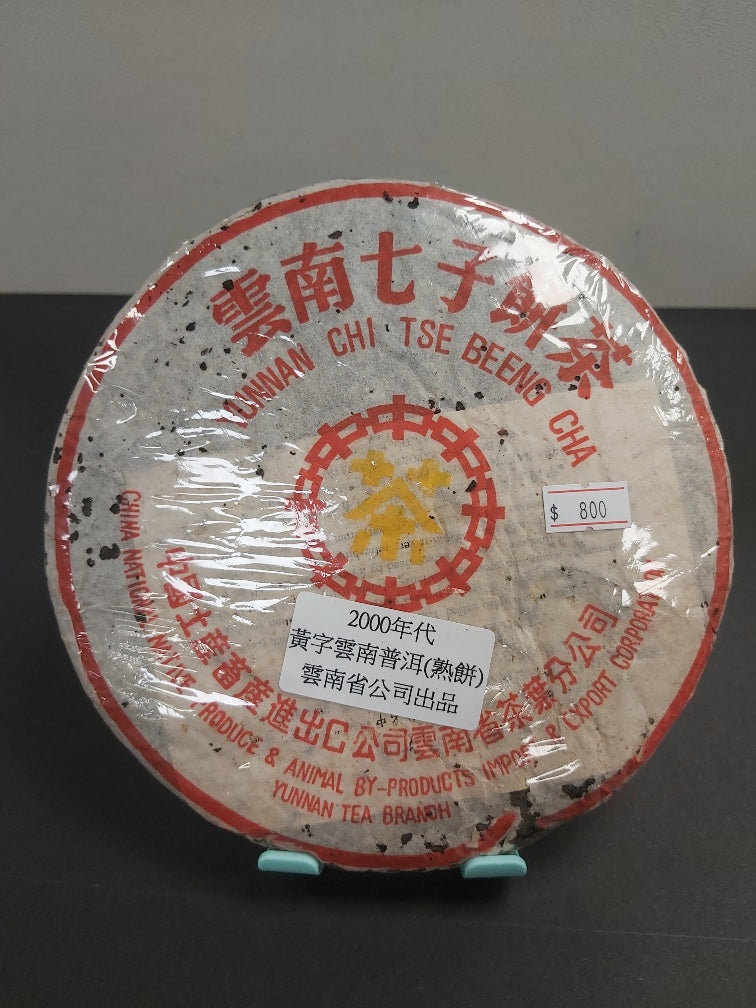 雲南七子餅茶
YUNNAN CHI TSE BEENG CHA
茶
$ 800
2000年代
黃字雲南普洱(熟餅)
雲南省公司出品
中國土產畜產進出口公司雲南省茶葉分公司
CHINA NATIONAL NATIVE PRODUCE & ANIMAL BY-PRODUCTS IMPORT & EXPORT CORPORATION
YUNNAN TEA BRANCH